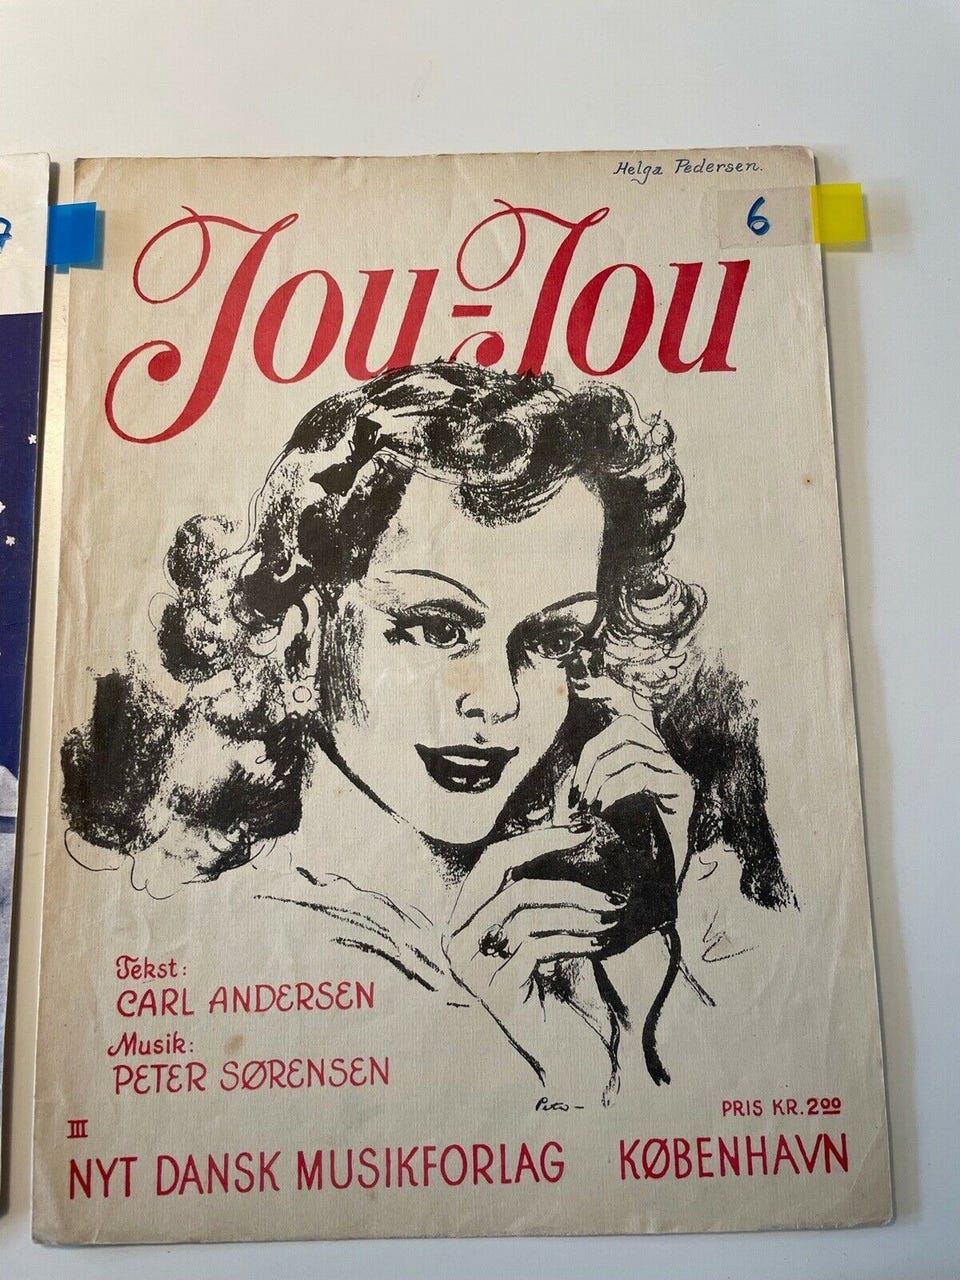 Helga Pedersen.
6
7
Jou-Jou
Tekst:
CARL ANDERSEN
Musik:
PETER SØRENSEN
PRIS KR. 200
III
NYT DANSK MUSIKFORLAG KØBENHAVN